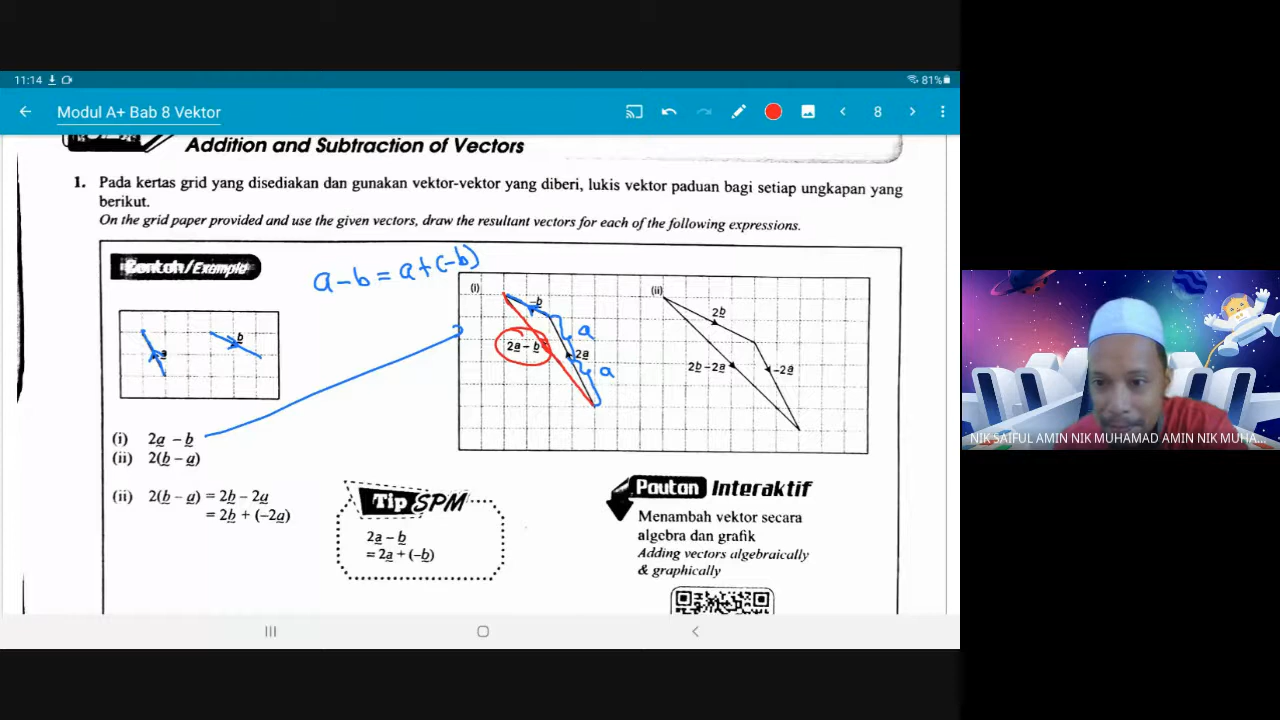 11:14
81%
Modul A+ Bab 8 Vektor
8
Addition and Subtraction of Vectors
1. Pada kertas grid yang disediakan dan gunakan vektor-vektor yang diberi, lukis vektor paduan bagi setiap ungkapan yang
berikut.
On the grid paper provided and use the given vectors, draw the resultant vectors for each of the following expressions.
Contoh/Example
a-b = a+(-b)
a
b
(i)
-b
a
2a - b
2a
a
(ii)
2b
2b-2a
-2a
(i) 2a - b
(ii) 2(b - a)
(ii) 2(b - a) = 2b - 2a
= 2b + (-2a)
Tip SPM
2a - b
= 2a + (-b)
Pautan Interaktif
Menambah vektor secara
algebra dan grafik
Adding vectors algebraically
& graphically
NIK SAIFUL AMIN NIK MUHAMAD AMIN NIK MUHA...